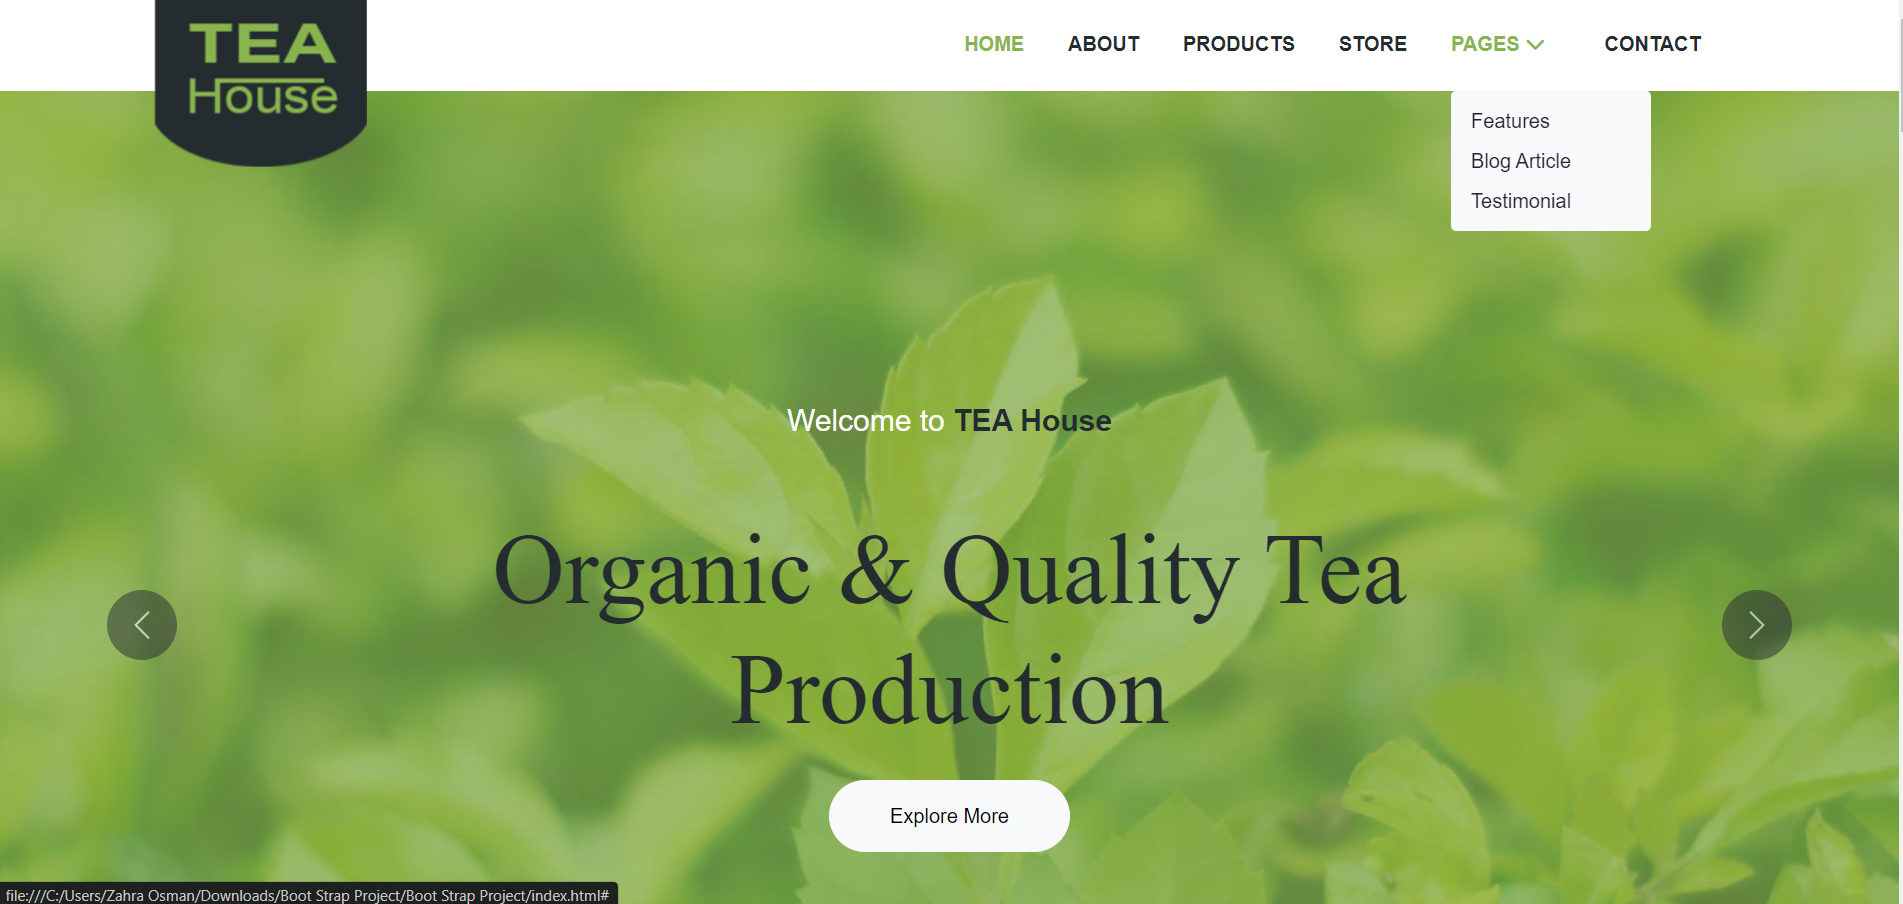 TEA
House
HOME ABOUT PRODUCTS STORE PAGES CONTACT
Features
Blog Article
Testimonial
Welcome to TEA House
Organic & Quality Tea
Production
Explore More
file:///C:/Users/Zahra Osman/Downloads/Boot Strap Project/Boot Strap Project/index.html#